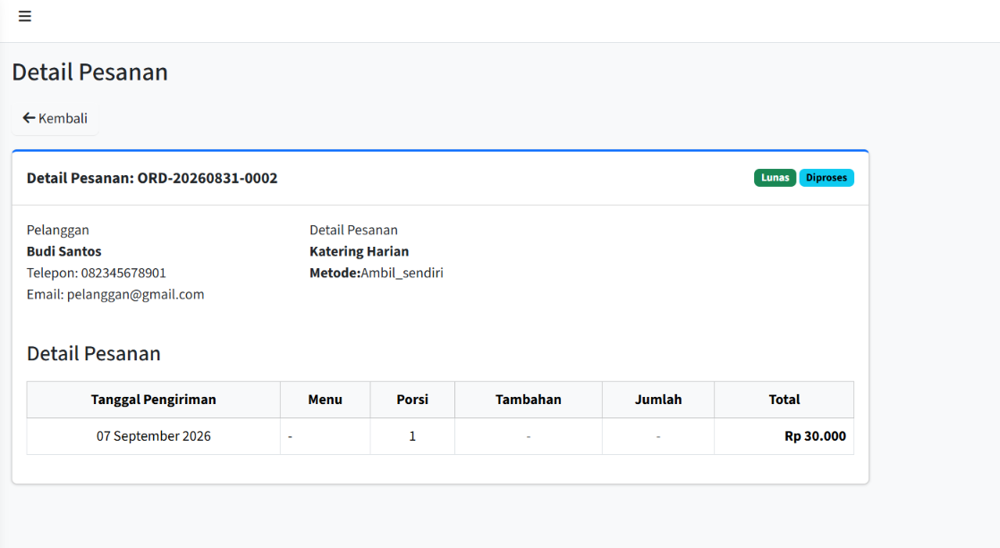 Detail Pesanan
Kembali
Detail Pesanan: ORD-20260831-0002
Lunas Diproses
Pelanggan
Budi Santos
Telepon: 082345678901
Email: pelanggan@gmail.com
Detail Pesanan
Katering Harian
Metode:Ambil_sendiri
Detail Pesanan
Tanggal Pengiriman Menu Porsi Tambahan Jumlah Total
07 September 2026 - 1 - - Rp 30.000